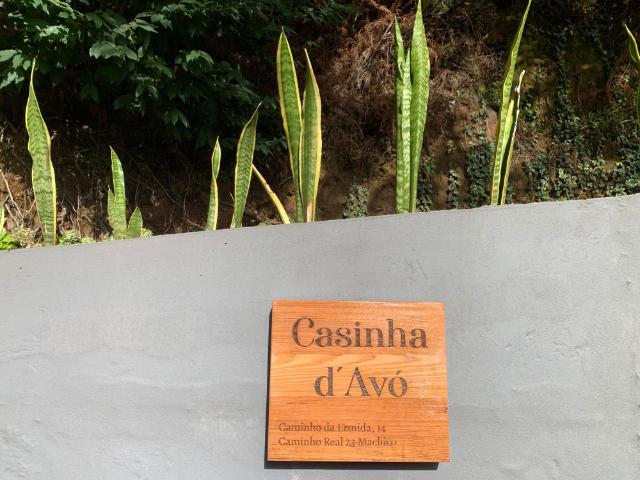 Casinha
d´Avó
Caminho da Ermida, 14
Caminho Real 23-Machico